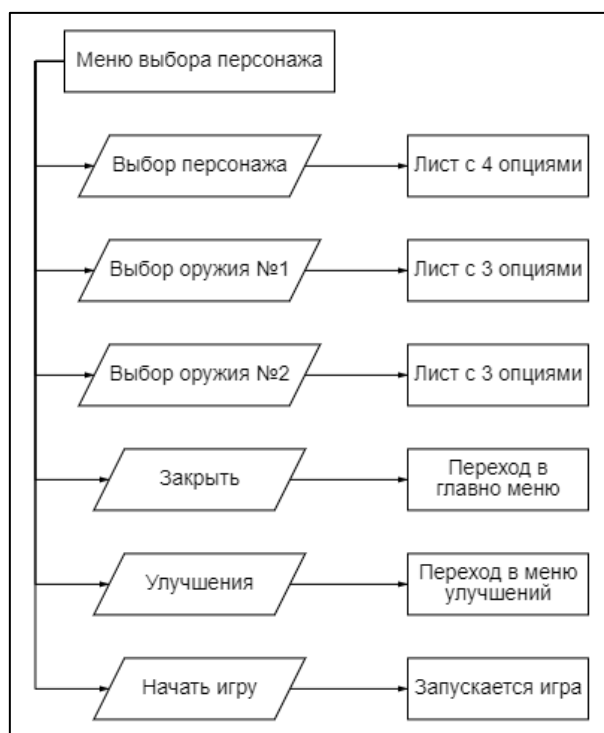 Меню выбора персонажа
Выбор персонажа
Лист с 4 опциями
Выбор оружия №1
Лист с 3 опциями
Выбор оружия №2
Лист с 3 опциями
Закрыть
Переход в
главно меню
Улучшения
Переход в меню
улучшений
Начать игру
Запускается игра